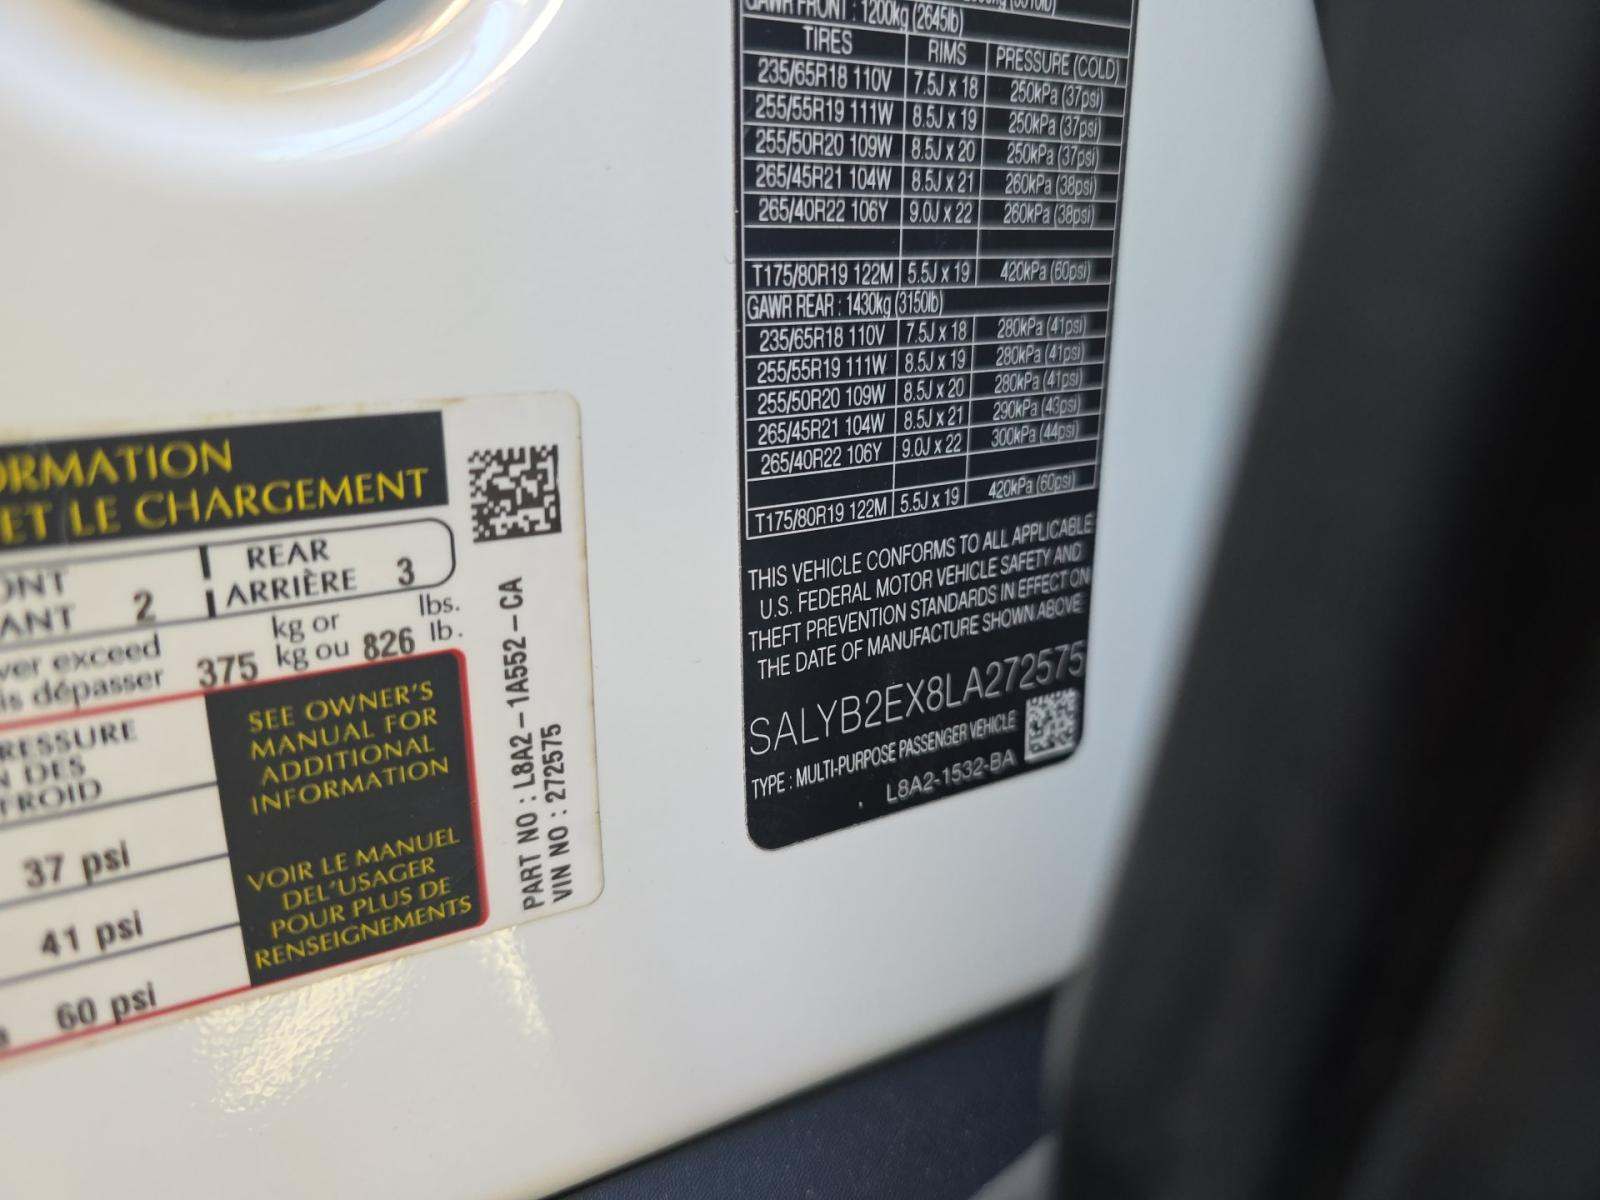 ORMATION
ET LE CHARGEMENT
REAR
ARRIÈRE 3
ANT 2
kg or lbs.
ver exceed
375 kg ou 826 lb.
is dépasser
RESSURE
DES
FROID
37 psi
41 psi
60 psi
SEE OWNER'S
MANUAL FOR
ADDITIONAL
INFORMATION
VOIR LE MANUEL
DEL'USAGER
POUR PLUS DE
RENSEIGNEMENTS
PART NO : L8A2-1A552-CA
VIN NO : 272575
GAWR FRONT : 1200kg (2645lb)
TIRES RIMS PRESSURE (COLD)
235/65R18 110V 7.5J x 18 250kPa (37psi)
255/55R19 111W 8.5J x 19 250kPa (37psi)
255/50R20 109W 8.5J x 20 250kPa (37psi)
265/45R21 104W 8.5J x 21 260kPa (38psi)
265/40R22 106Y 9.0J x 22 260kPa (38psi)
T175/80R19 122M 5.5J x 19 420kPa (60psi)
GAWR REAR : 1430kg (3150lb)
235/65R18 110V 7.5J x 18 280kPa (41psi)
255/55R19 111W 8.5J x 19 280kPa (41psi)
255/50R20 109W 8.5J x 20 280kPa (41psi)
265/45R21 104W 8.5J x 21 290kPa (43psi)
265/40R22 106Y 9.0J x 22 300kPa (44psi)
T175/80R19 122M 5.5J x 19 420kPa (60psi)
THIS VEHICLE CONFORMS TO ALL APPLICABLE
U.S. FEDERAL MOTOR VEHICLE SAFETY AND
THEFT PREVENTION STANDARDS IN EFFECT ON
THE DATE OF MANUFACTURE SHOWN ABOVE
SALYB2EX8LA272575
TYPE : MULTI-PURPOSE PASSENGER VEHICLE
L8A2-1532-BA